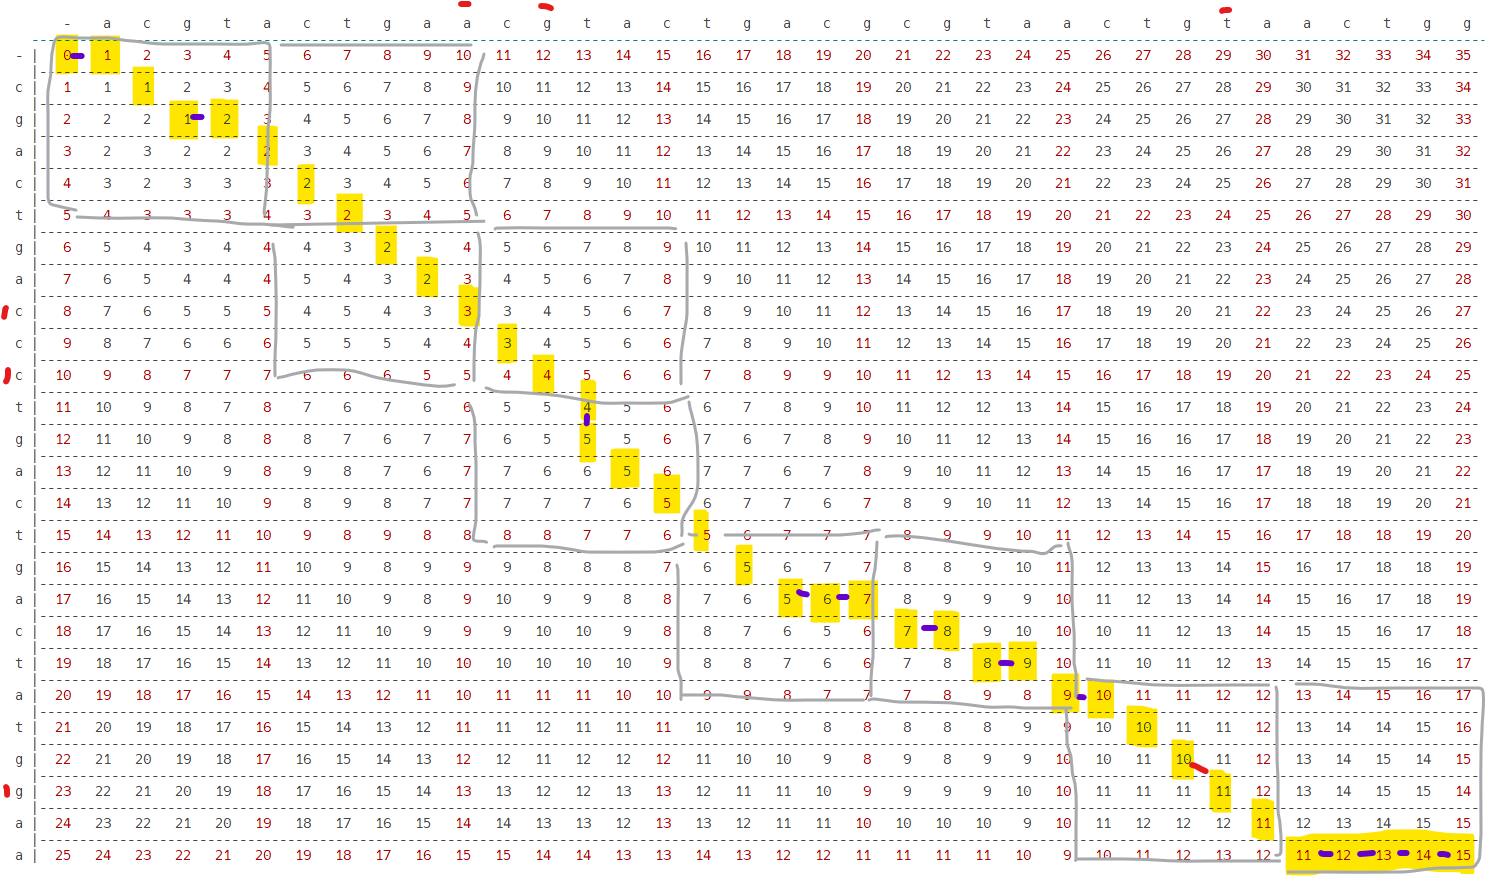 - a c g t a c t g a a c g t a c t g a c g c g t a a c t g t a a c t g g
- 0 1 2 3 4 5 6 7 8 9 10 11 12 13 14 15 16 17 18 19 20 21 22 23 24 25 26 27 28 29 30 31 32 33 34 35
c 1 1 1 2 3 4 5 6 7 8 9 10 11 12 13 14 15 16 17 18 19 20 21 22 23 24 25 26 27 28 29 30 31 32 33 34
g 2 2 2 1 2 3 4 5 6 7 8 9 10 11 12 13 14 15 16 17 18 19 20 21 22 23 24 25 26 27 28 29 30 31 32 33
a 3 2 3 2 2 2 3 4 5 6 7 8 9 10 11 12 13 14 15 16 17 18 19 20 21 22 23 24 25 26 27 28 29 30 31 32
c 4 3 2 3 3 3 2 3 4 5 6 7 8 9 10 11 12 13 14 15 16 17 18 19 20 21 22 23 24 25 26 27 28 29 30 31
t 5 4 3 3 3 4 3 2 3 4 5 6 7 8 9 10 11 12 13 14 15 16 17 18 19 20 21 22 23 24 25 26 27 28 29 30
g 6 5 4 3 4 4 4 3 2 3 4 5 6 7 8 9 10 11 12 13 14 15 16 17 18 19 20 21 22 23 24 25 26 27 28 29
a 7 6 5 4 4 4 5 4 3 2 3 4 5 6 7 8 9 10 11 12 13 14 15 16 17 18 19 20 21 22 23 24 25 26 27 28
c 8 7 6 5 5 5 4 5 4 3 3 3 4 5 6 7 8 9 10 11 12 13 14 15 16 17 18 19 20 21 22 23 24 25 26 27
c 9 8 7 6 6 6 5 5 5 4 4 3 4 5 6 6 7 8 9 10 11 12 13 14 15 16 17 18 19 20 21 22 23 24 25 26
c 10 9 8 7 7 7 6 6 6 5 5 4 4 5 6 6 7 8 9 9 10 11 12 13 14 15 16 17 18 19 20 21 22 23 24 25
t 11 10 9 8 7 8 7 6 7 6 6 5 5 4 5 6 6 7 8 9 10 11 12 12 13 14 15 16 17 18 19 20 21 22 23 24
g 12 11 10 9 8 8 8 7 6 7 7 6 5 5 5 6 7 6 7 8 9 10 11 12 13 14 15 16 16 17 18 19 20 21 22 23
a 13 12 11 10 9 8 9 8 7 6 7 7 6 6 5 6 7 7 6 7 8 9 10 11 12 13 14 15 16 17 17 18 19 20 21 22
c 14 13 12 11 10 9 8 9 8 7 7 7 7 7 6 5 6 7 7 6 7 8 9 10 11 12 13 14 15 16 17 18 18 19 20 21
t 15 14 13 12 11 10 9 8 9 8 8 8 8 7 7 6 5 6 7 7 7 8 9 9 10 11 12 13 14 15 16 17 18 18 19 20
g 16 15 14 13 12 11 10 9 8 9 9 9 8 8 8 7 6 5 6 7 7 8 8 9 10 11 12 13 13 14 15 16 17 18 18 19
a 17 16 15 14 13 12 11 10 9 8 9 10 9 9 8 8 7 6 5 6 7 8 9 9 9 10 11 12 13 14 14 15 16 17 18 19
c 18 17 16 15 14 13 12 11 10 9 9 9 10 10 9 8 8 7 6 5 6 7 8 9 10 10 10 11 12 13 14 15 15 16 17 18
t 19 18 17 16 15 14 13 12 11 10 10 10 10 10 10 9 8 8 7 6 6 7 8 8 9 10 11 10 11 12 13 14 15 15 16 17
a 20 19 18 17 16 15 14 13 12 11 10 11 11 11 10 10 9 9 8 7 7 7 8 9 8 9 10 11 11 12 12 13 14 15 16 17
t 21 20 19 18 17 16 15 14 13 12 11 11 12 11 11 11 10 10 9 8 8 8 8 8 9 9 10 10 11 11 12 13 14 14 15 16
g 22 21 20 19 18 17 16 15 14 13 12 12 11 12 12 12 11 10 10 9 8 9 8 9 9 10 10 11 10 11 12 13 14 15 14 15
g 23 22 21 20 19 18 17 16 15 14 13 13 12 12 13 13 12 11 11 10 9 9 9 9 10 10 11 11 11 11 12 13 14 15 15 14
a 24 23 22 21 20 19 18 17 16 15 14 14 13 13 12 13 13 12 11 11 10 10 10 10 9 10 11 12 12 12 11 12 13 14 15 15
a 25 24 23 22 21 20 19 18 17 16 15 15 14 14 13 13 14 13 12 12 11 11 11 11 10 9 10 11 12 13 12 11 12 13 14 15